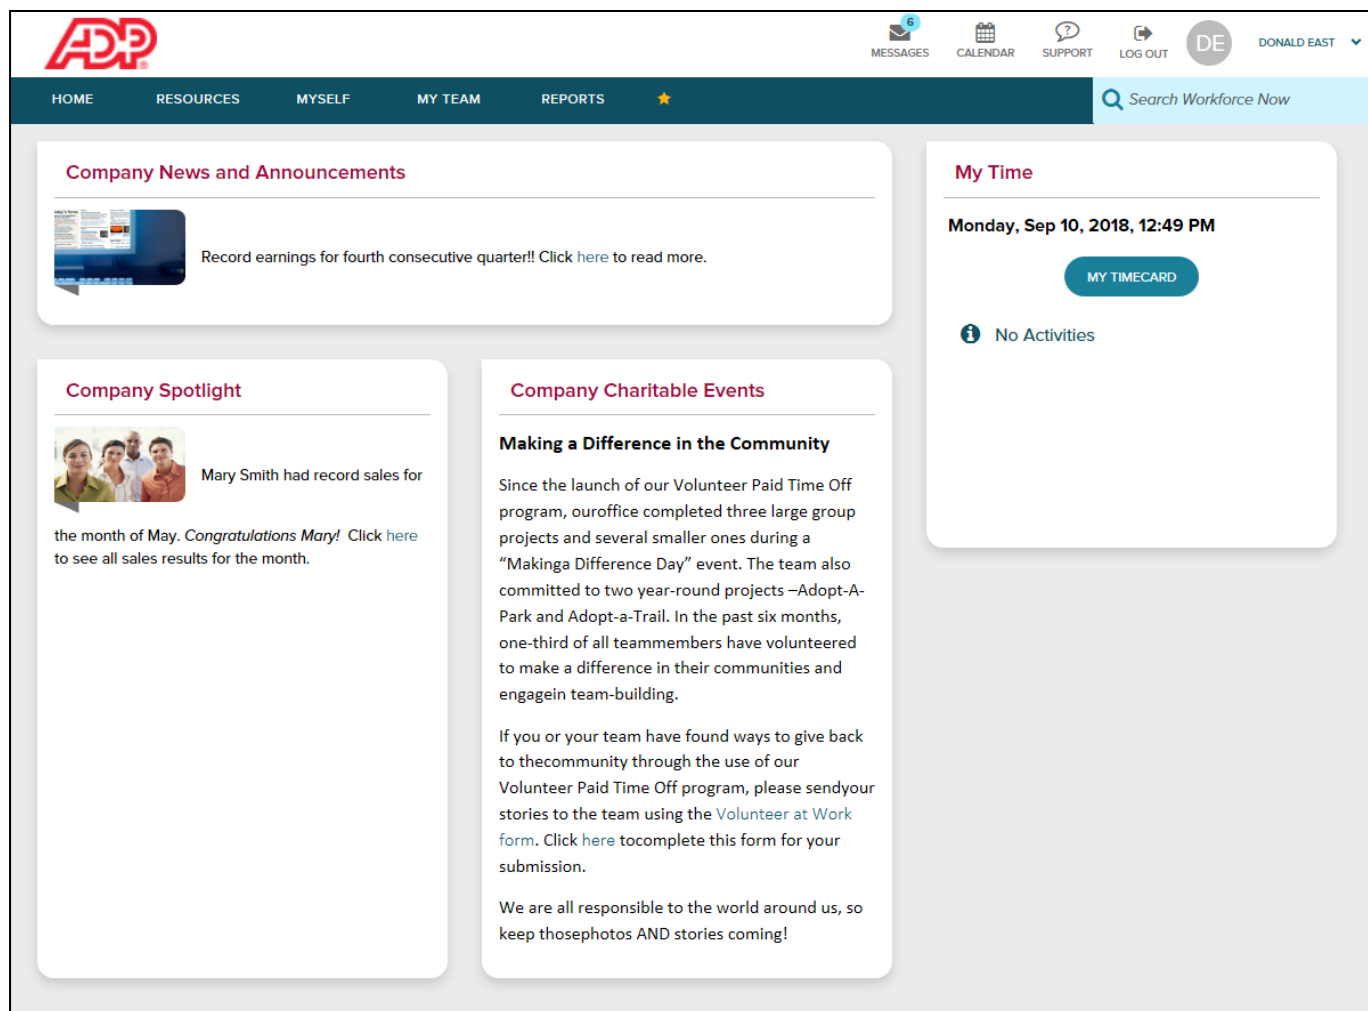 ADP
6
MESSAGES
CALENDAR
SUPPORT
LOG OUT
DE
DONALD EAST
HOME
RESOURCES
MYSELF
MY TEAM
REPORTS
Search Workforce Now
Company News and Announcements
Record earnings for fourth consecutive quarter!! Click here to read more.
My Time
Monday, Sep 10, 2018, 12:49 PM
MY TIMECARD
No Activities
Company Spotlight
Mary Smith had record sales for
the month of May. Congratulations Mary! Click here
to see all sales results for the month.
Company Charitable Events
Making a Difference in the Community
Since the launch of our Volunteer Paid Time Off
program, ouroffice completed three large group
projects and several smaller ones during a
“Makinga Difference Day” event. The team also
committed to two year-round projects –Adopt-A-
Park and Adopt-a-Trail. In the past six months,
one-third of all teammembers have volunteered
to make a difference in their communities and
engagein team-building.
If you or your team have found ways to give back
to thecommunity through the use of our
Volunteer Paid Time Off program, please sendyour
stories to the team using the Volunteer at Work
form. Click here tocomplete this form for your
submission.
We are all responsible to the world around us, so
keep thosephotos AND stories coming!